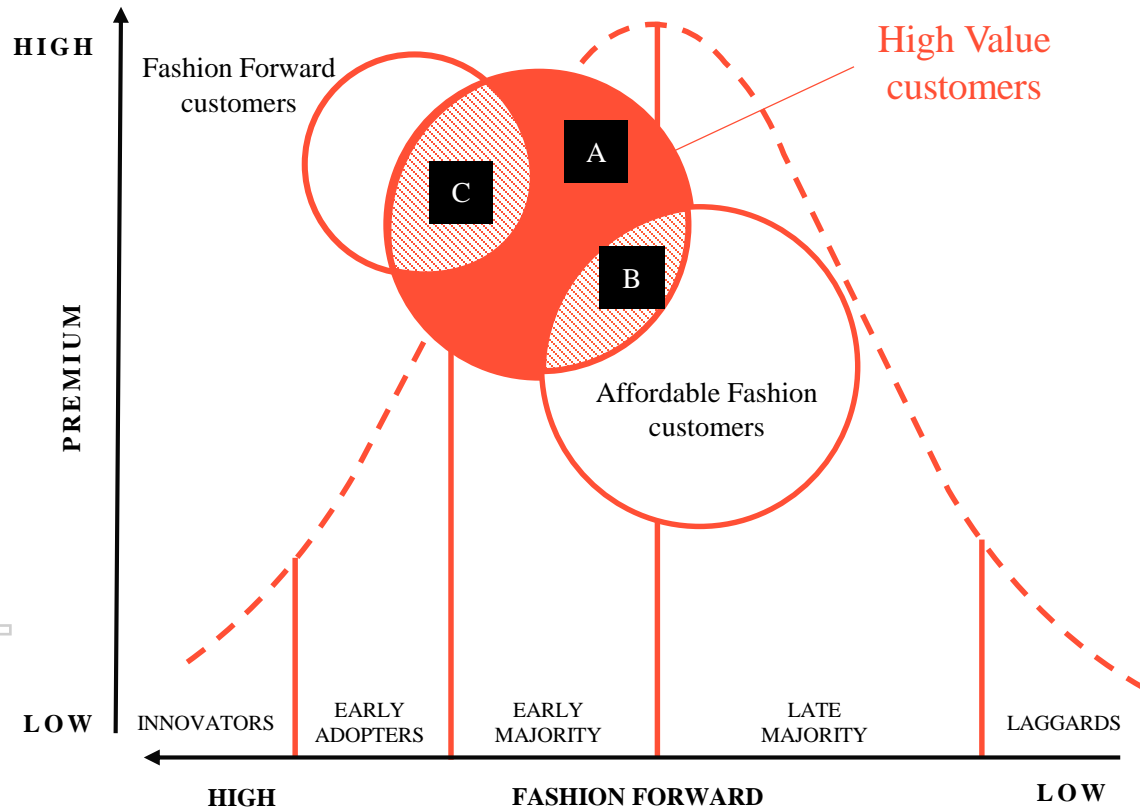 HIGH
High Value
customers
Fashion Forward
customers
A
C
B
PREMIUM
Affordable Fashion
customers
LOW
INNOVATORS
EARLY
ADOPTERS
EARLY
MAJORITY
LATE
MAJORITY
LAGGARDS
HIGH
FASHION FORWARD
LOW